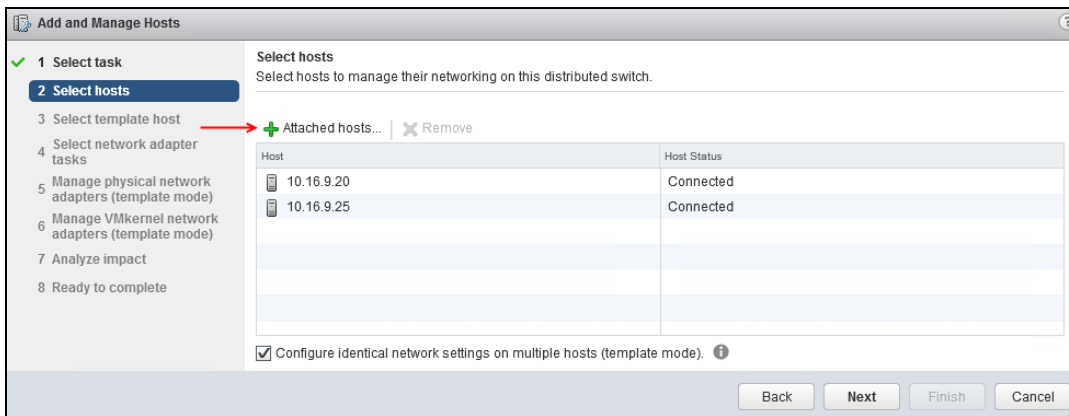 Add and Manage Hosts
?
1 Select task
2 Select hosts
3 Select template host
4 Select network adapter
tasks
5 Manage physical network
adapters (template mode)
6 Manage VMkernel network
adapters (template mode)
7 Analyze impact
8 Ready to complete
Select hosts
Select hosts to manage their networking on this distributed switch.
Attached hosts... Remove
Host Host Status
10.16.9.20 Connected
10.16.9.25 Connected
Configure identical network settings on multiple hosts (template mode).
Back Next Finish Cancel